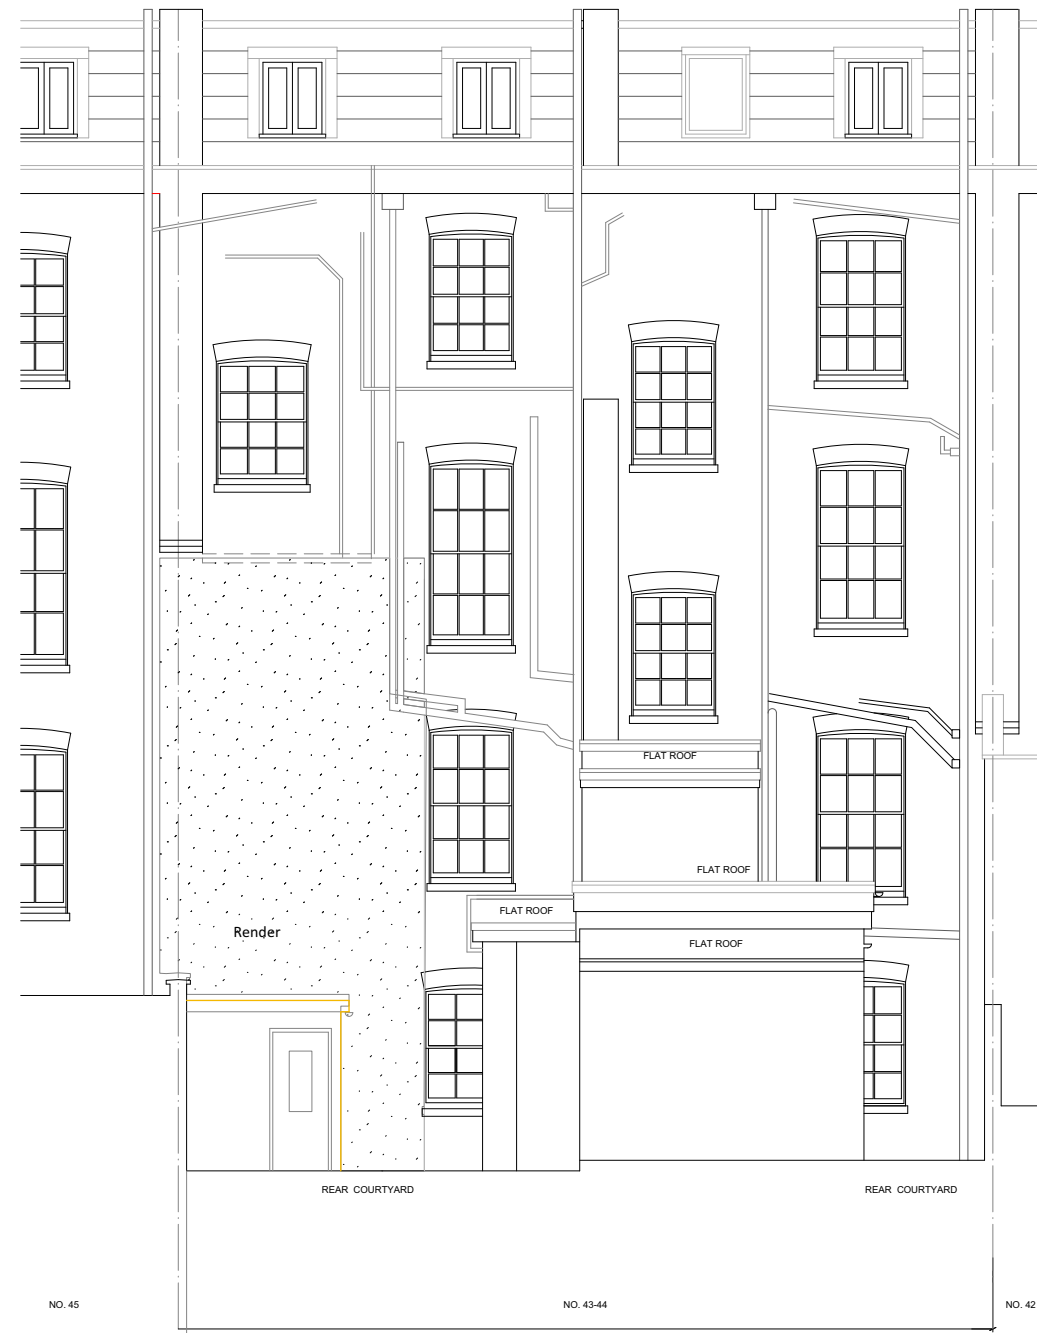 FLAT ROOF
FLAT ROOF
FLAT ROOF
Render
FLAT ROOF
REAR COURTYARD
REAR COURTYARD
NO. 45
NO. 43-44
NO. 42